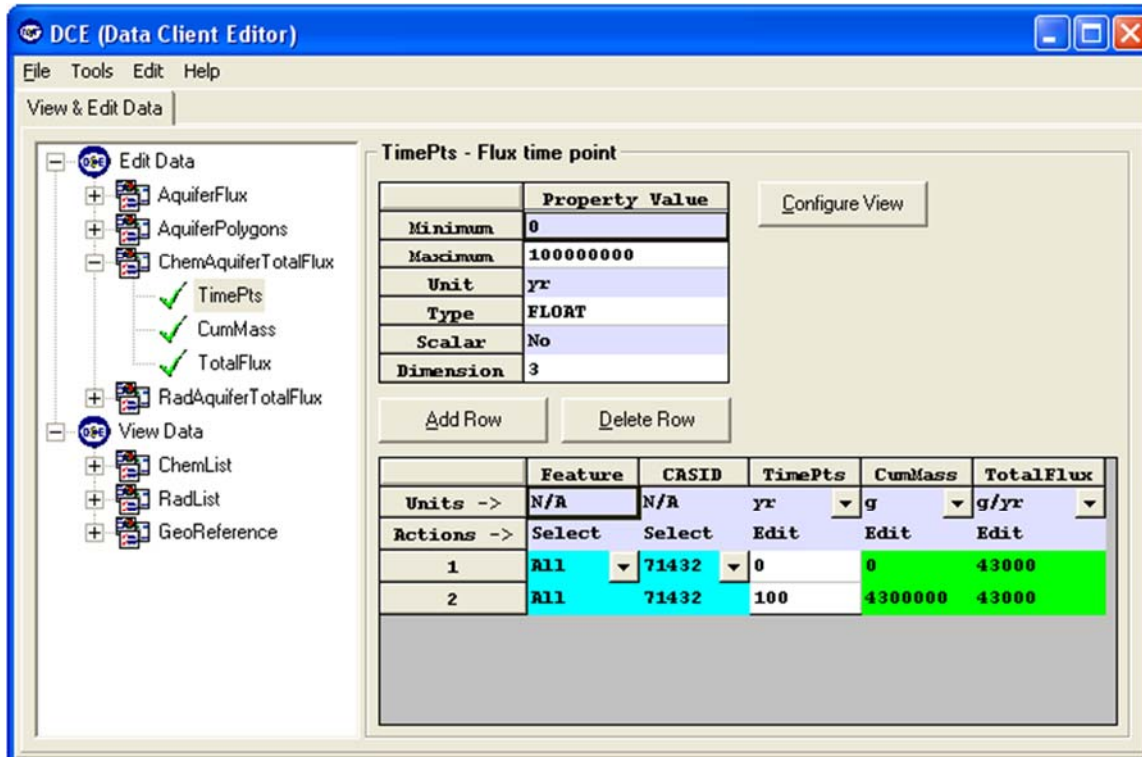 DCE (Data Client Editor)
File Tools Edit Help
View & Edit Data
Edit Data
AquiferFlux
AquiferPolygons
ChemAquiferTotalFlux
TimePts
CumMass
TotalFlux
RadAquiferTotalFlux
View Data
ChemList
RadList
GeoReference
TimePts - Flux time point
Property Value
Minimum 0
Maximum 100000000
Unit yr
Type FLOAT
Scalar No
Dimension 3
Configure View
Add Row Delete Row
Feature CASID TimePts CumMass TotalFlux
Units -> N/A N/A yr g g/yr
Actions -> Select Select Edit Edit Edit
1 All 71432 0 0 43000
2 All 71432 100 4300000 43000